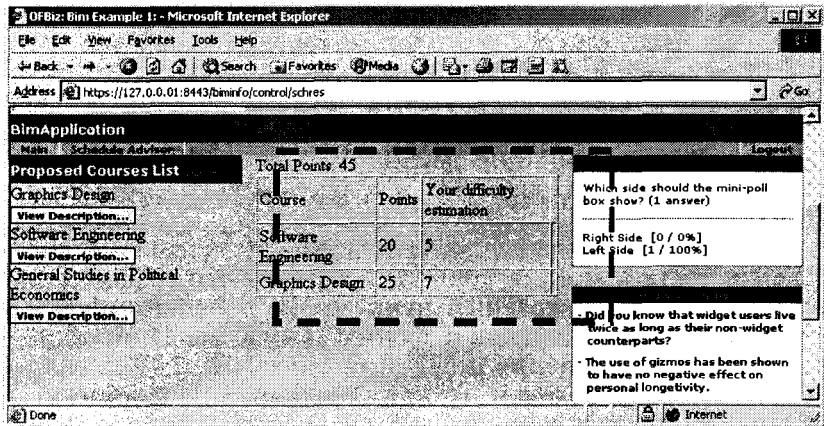 OFBiz: Bim Example 1: - Microsoft Internet Explorer
File Edit View Favorites Tools Help
Back Search Favorites Media
Address https://127.0.0.01:8443/biminfo/control/schres Go
BimApplication
Main Schedule Adviser Logout
Proposed Courses List
Graphics Design
View Description...
Software Engineering
View Description...
General Studies in Political
Economics
View Description...
Total Points 45
Course Points Your difficulty
estimation
Software
Engineering 20 5
Graphics Design 25 7
Which side should the mini-poll
box show? (1 answer)
Right Side [0 / 0%]
Left Side [1 / 100%]
- Did you know that widget users live
twice as long as their non-widget
counterparts?
- The use of gizmos has been shown
to have no negative effect on
personal longetivity.
Done Internet